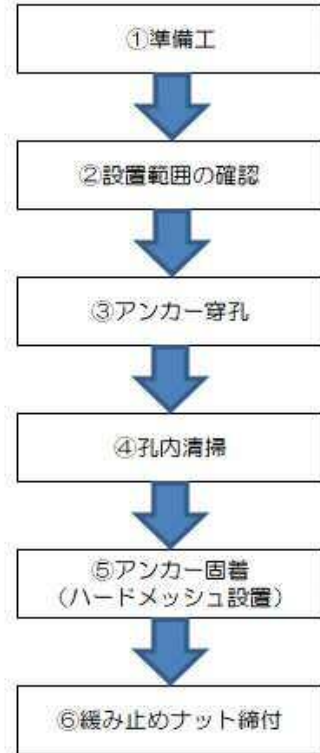 ①準備工
②設置範囲の確認
③アンカー穿孔
④孔内清掃
⑤アンカー固着
（ハードメッシュ設置）
⑥緩み止めナット締付